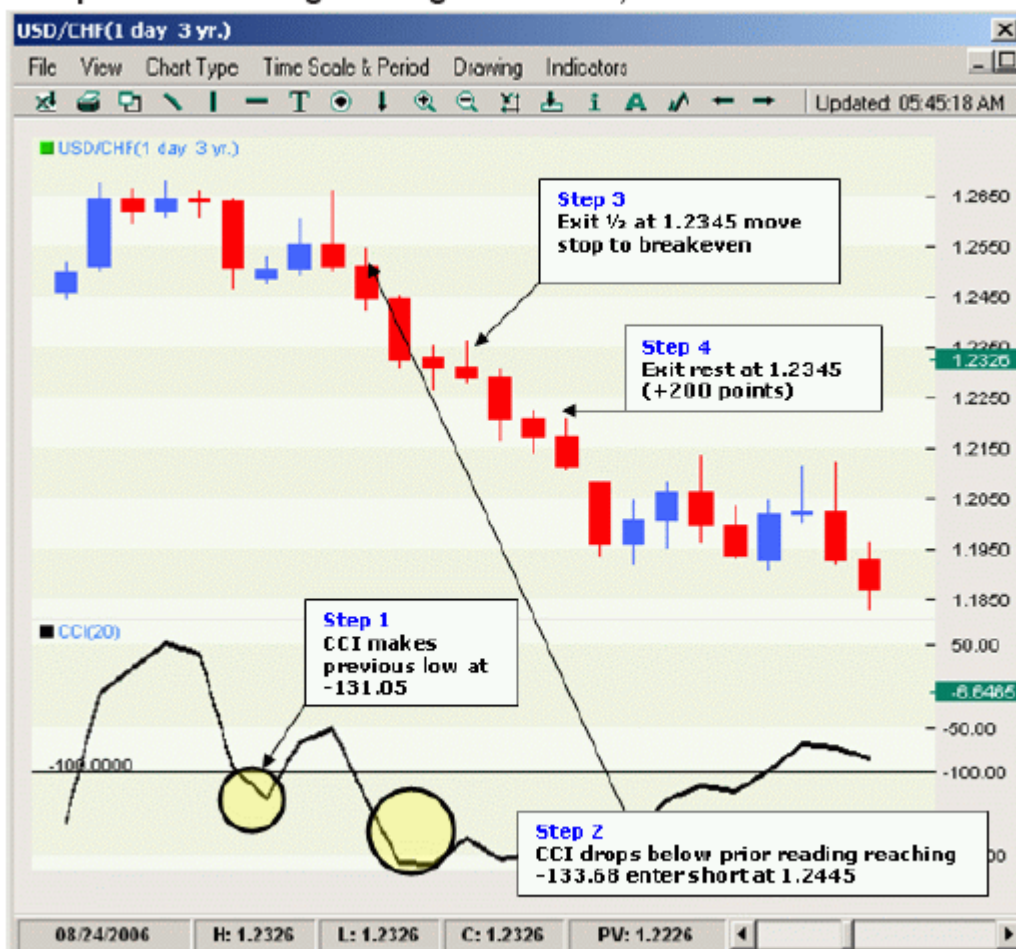 USD/CHF(1 day 3 yr.)
File View Chart Type Time Scale & Period Drawing Indicators
T i A Updated: 05:45:18 AM
USD/CHF(1 day 3 yr.)
Step 3
Exit ½ at 1.2345 move
stop to breakeven
Step 4
Exit rest at 1.2345
(+200 points)
1.2650
1.2550
1.2450
1.2326
1.2250
1.2150
1.2050
1.1950
1.1850
CCI(20)
Step 1
CCI makes
previous low at
-131.05
50.00
-50.00
-100.0000
-100.00
Step 2
CCI drops below prior reading reaching
-133.68 enter short at 1.2445
08/24/2006 H: 1.2326 L: 1.2326 C: 1.2326 PV: 1.2226